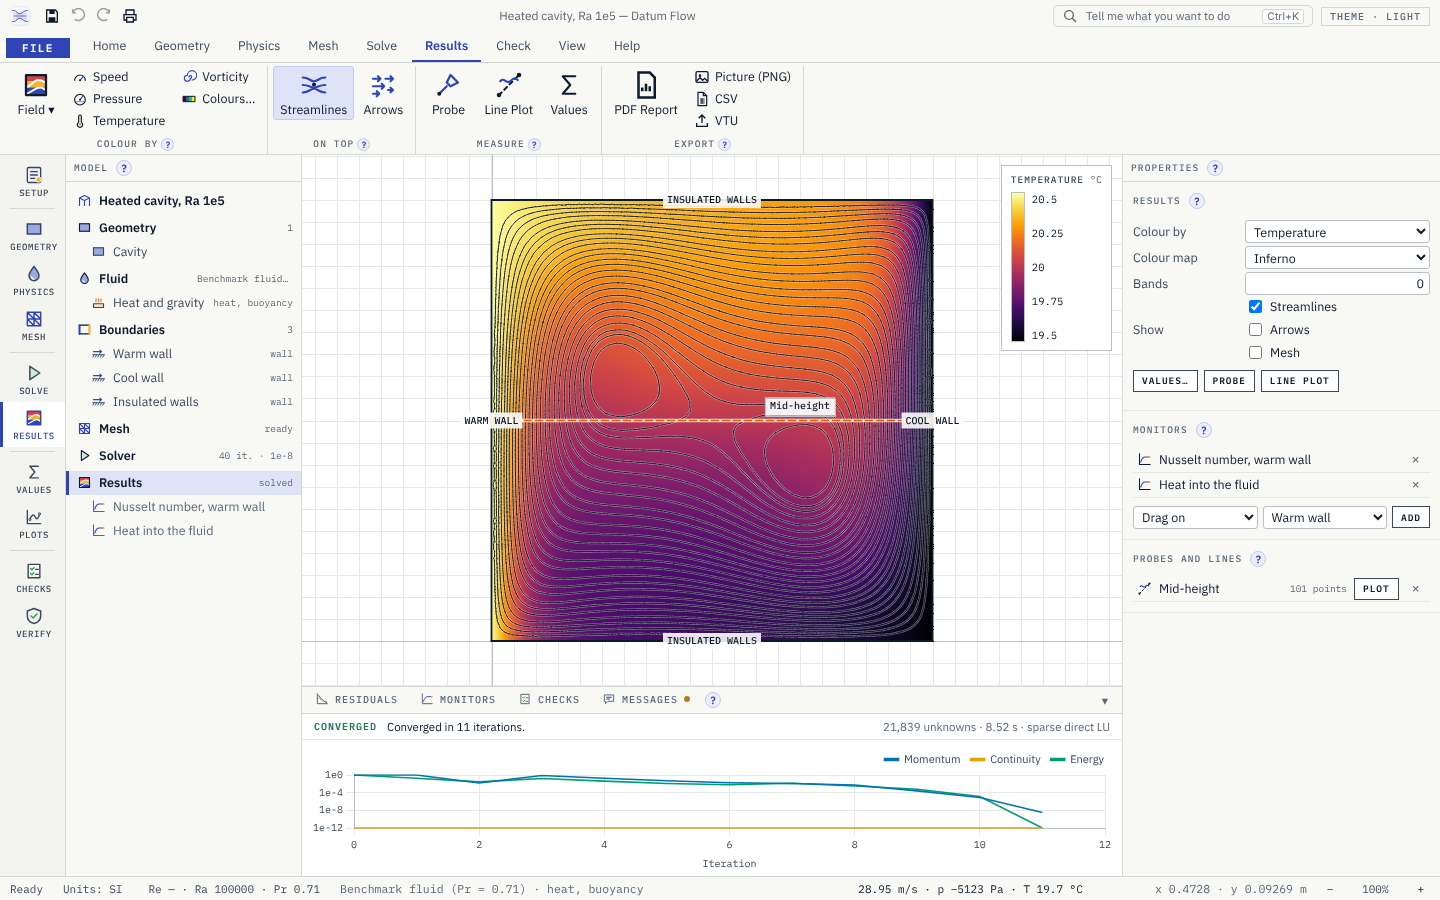 Heated cavity, Ra 1e5 — Datum Flow
Tell me what you want to do
Ctrl+K
THEME · LIGHT
FILE
Home
Geometry
Physics
Mesh
Solve
Results
Check
View
Help
Field ▾
Speed
Pressure
Temperature
Vorticity
Colours…
COLOUR BY ?
Streamlines
Arrows
ON TOP ?
Probe
Line Plot
Values
MEASURE ?
PDF Report
Picture (PNG)
CSV
VTU
EXPORT ?
SETUP
GEOMETRY
PHYSICS
MESH
SOLVE
RESULTS
VALUES
PLOTS
CHECKS
VERIFY
MODEL ?
Heated cavity, Ra 1e5
Geometry 1
Cavity
Fluid Benchmark fluid…
Heat and gravity heat, buoyancy
Boundaries 3
Warm wall wall
Cool wall wall
Insulated walls wall
Mesh ready
Solver 40 it. · 1e-8
Results solved
Nusselt number, warm wall
Heat into the fluid
INSULATED WALLS
Mid-height
WARM WALL
COOL WALL
INSULATED WALLS
TEMPERATURE °C
20.5
20.25
20
19.75
19.5
PROPERTIES ?
RESULTS ?
Colour by Temperature
Colour map Inferno
Bands 0
Show
Streamlines
Arrows
Mesh
VALUES…
PROBE
LINE PLOT
MONITORS ?
Nusselt number, warm wall ×
Heat into the fluid ×
Drag on
Warm wall
ADD
PROBES AND LINES ?
Mid-height 101 points PLOT ×
RESIDUALS
MONITORS
CHECKS
MESSAGES
?
▼
CONVERGED Converged in 11 iterations.
21,839 unknowns · 8.52 s · sparse direct LU
Momentum
Continuity
Energy
1e0
1e-4
1e-8
1e-12
0 2 4 6 8 10 12
Iteration
Ready
Units: SI
Re — · Ra 100000 · Pr 0.71
Benchmark fluid (Pr = 0.71) · heat, buoyancy
28.95 m/s · p −5123 Pa · T 19.7 °C
x 0.4728 · y 0.09269 m
− 100% +